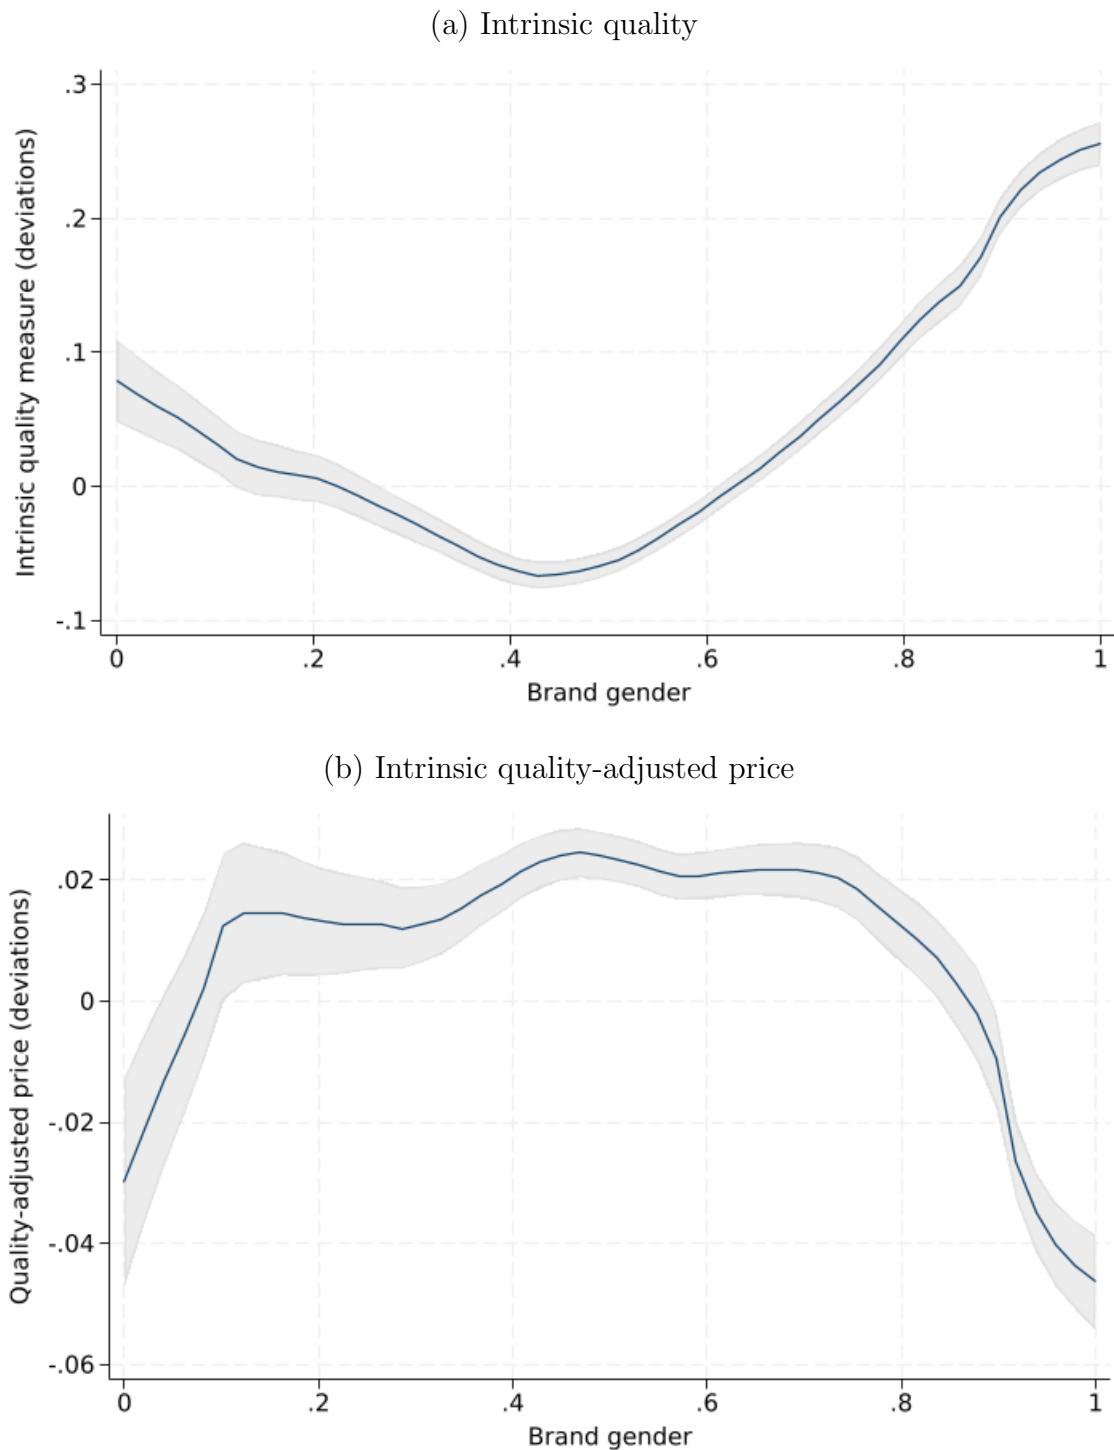 (a) Intrinsic quality
Intrinsic quality measure (deviations)
.3
.2
.1
0
-.1
0 .2 .4 .6 .8 1
Brand gender
(b) Intrinsic quality-adjusted price
Quality-adjusted price (deviations)
.02
0
-.02
-.04
-.06
0 .2 .4 .6 .8 1
Brand gender